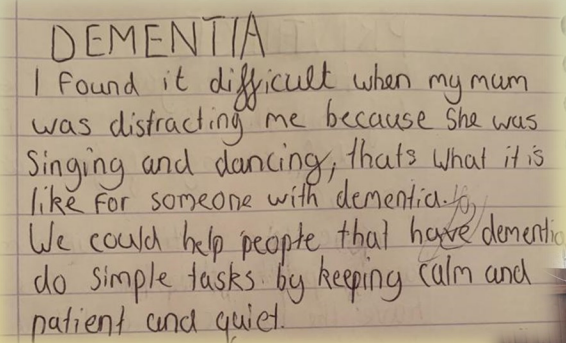 DEMENTIA
I found it difficult when my mum
was distracting me because she was
singing and dancing, thats what it is
like for someone with dementia.
We could help people that have dementia
do simple tasks by keeping calm and
patient and quiet.